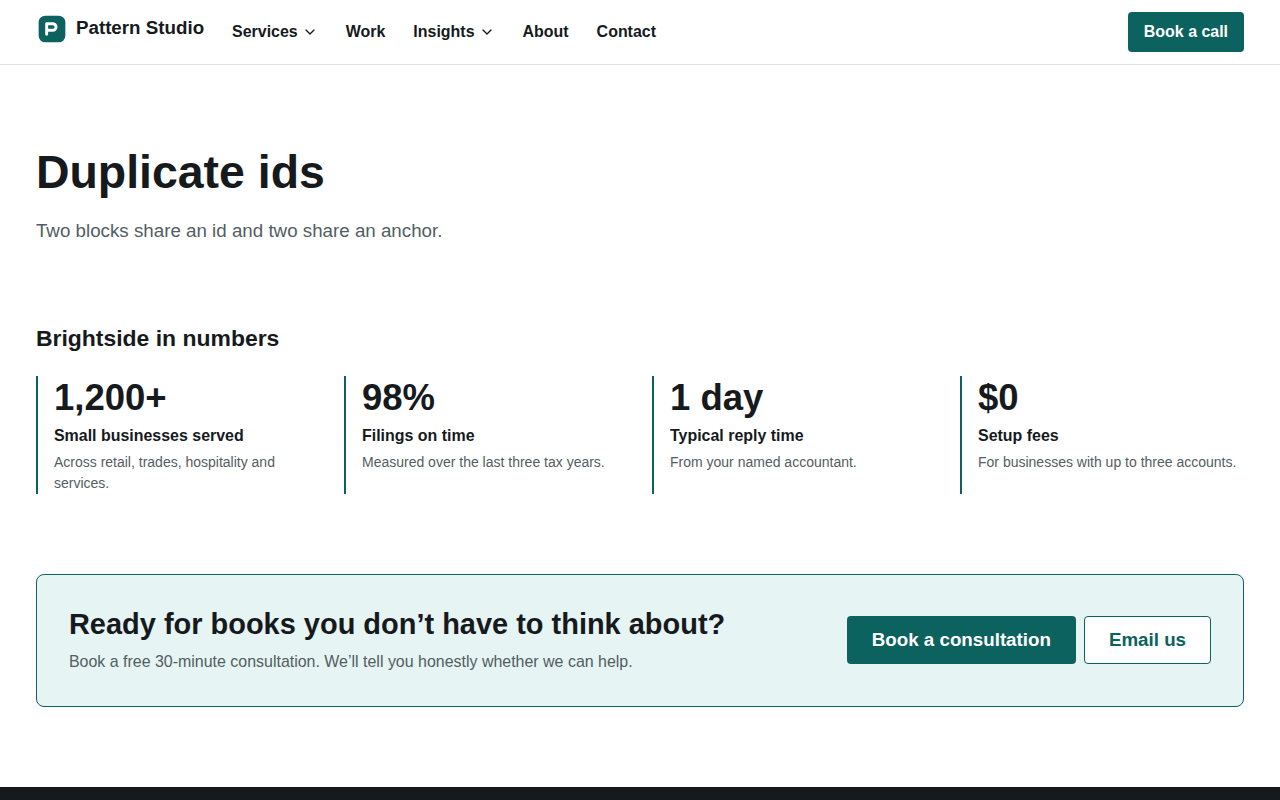 Pattern Studio
Services
Work
Insights
About
Contact
Book a call
Duplicate ids
Two blocks share an id and two share an anchor.
Brightside in numbers
1,200+
Small businesses served
Across retail, trades, hospitality and
services.
98%
Filings on time
Measured over the last three tax years.
1 day
Typical reply time
From your named accountant.
$0
Setup fees
For businesses with up to three accounts.
Ready for books you don’t have to think about?
Book a free 30-minute consultation. We’ll tell you honestly whether we can help.
Book a consultation
Email us